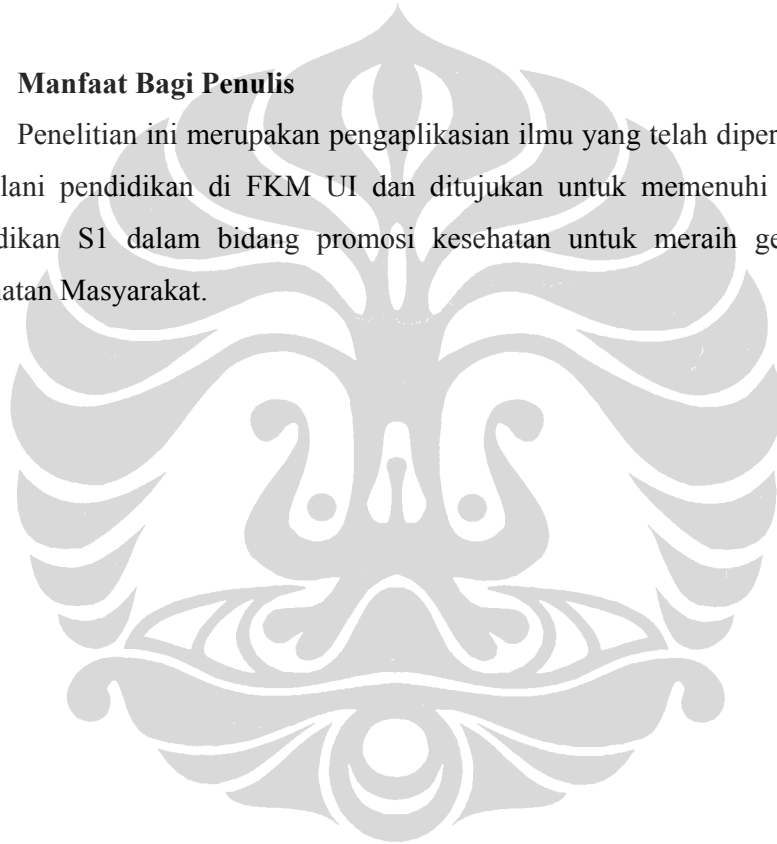 Manfaat Bagi Penulis
Penelitian ini merupakan pengaplikasian ilmu yang telah diper
lani pendidikan di FKM UI dan ditujukan untuk memenuhi
dikan S1 dalam bidang promosi kesehatan untuk meraih ge
hatan Masyarakat.